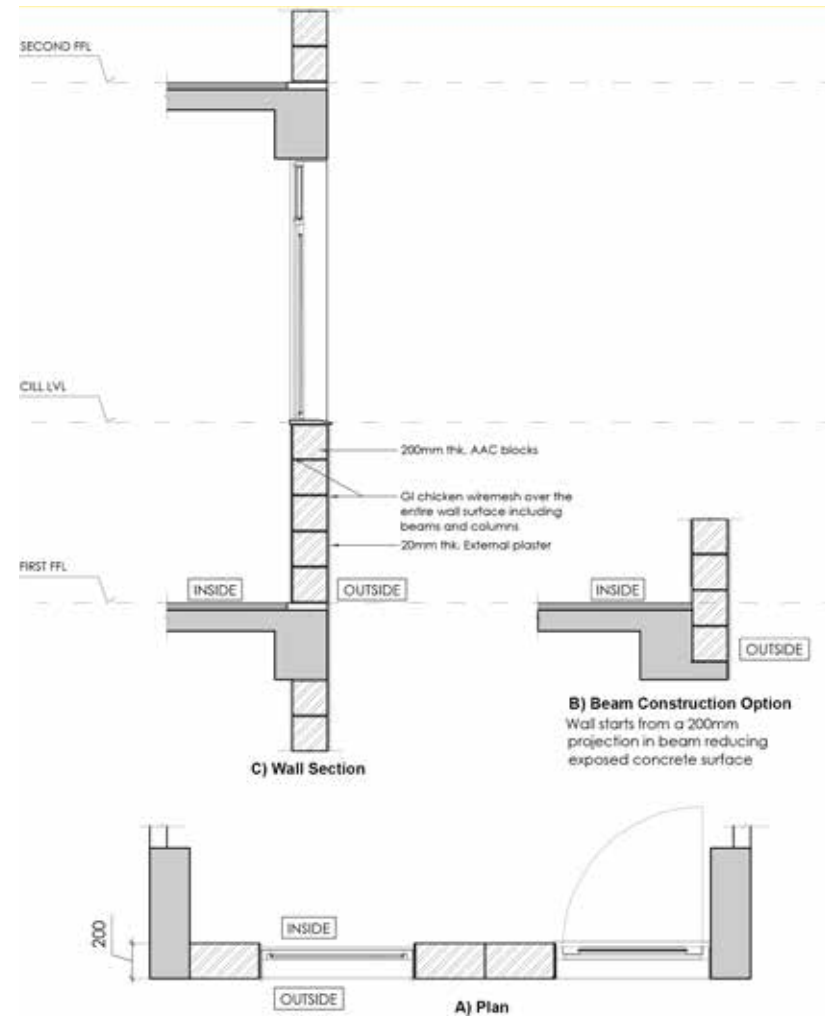 SECOND FFL
CILL LVL
200mm thk. AAC blocks
GI chicken wiremesh over the
entire wall surface including
beams and columns
20mm thk. External plaster
FIRST FFL
INSIDE
OUTSIDE
INSIDE
OUTSIDE
B) Beam Construction Option
Wall starts from a 200mm
projection in beam reducing
exposed concrete surface
C) Wall Section
200
INSIDE
OUTSIDE
A) Plan